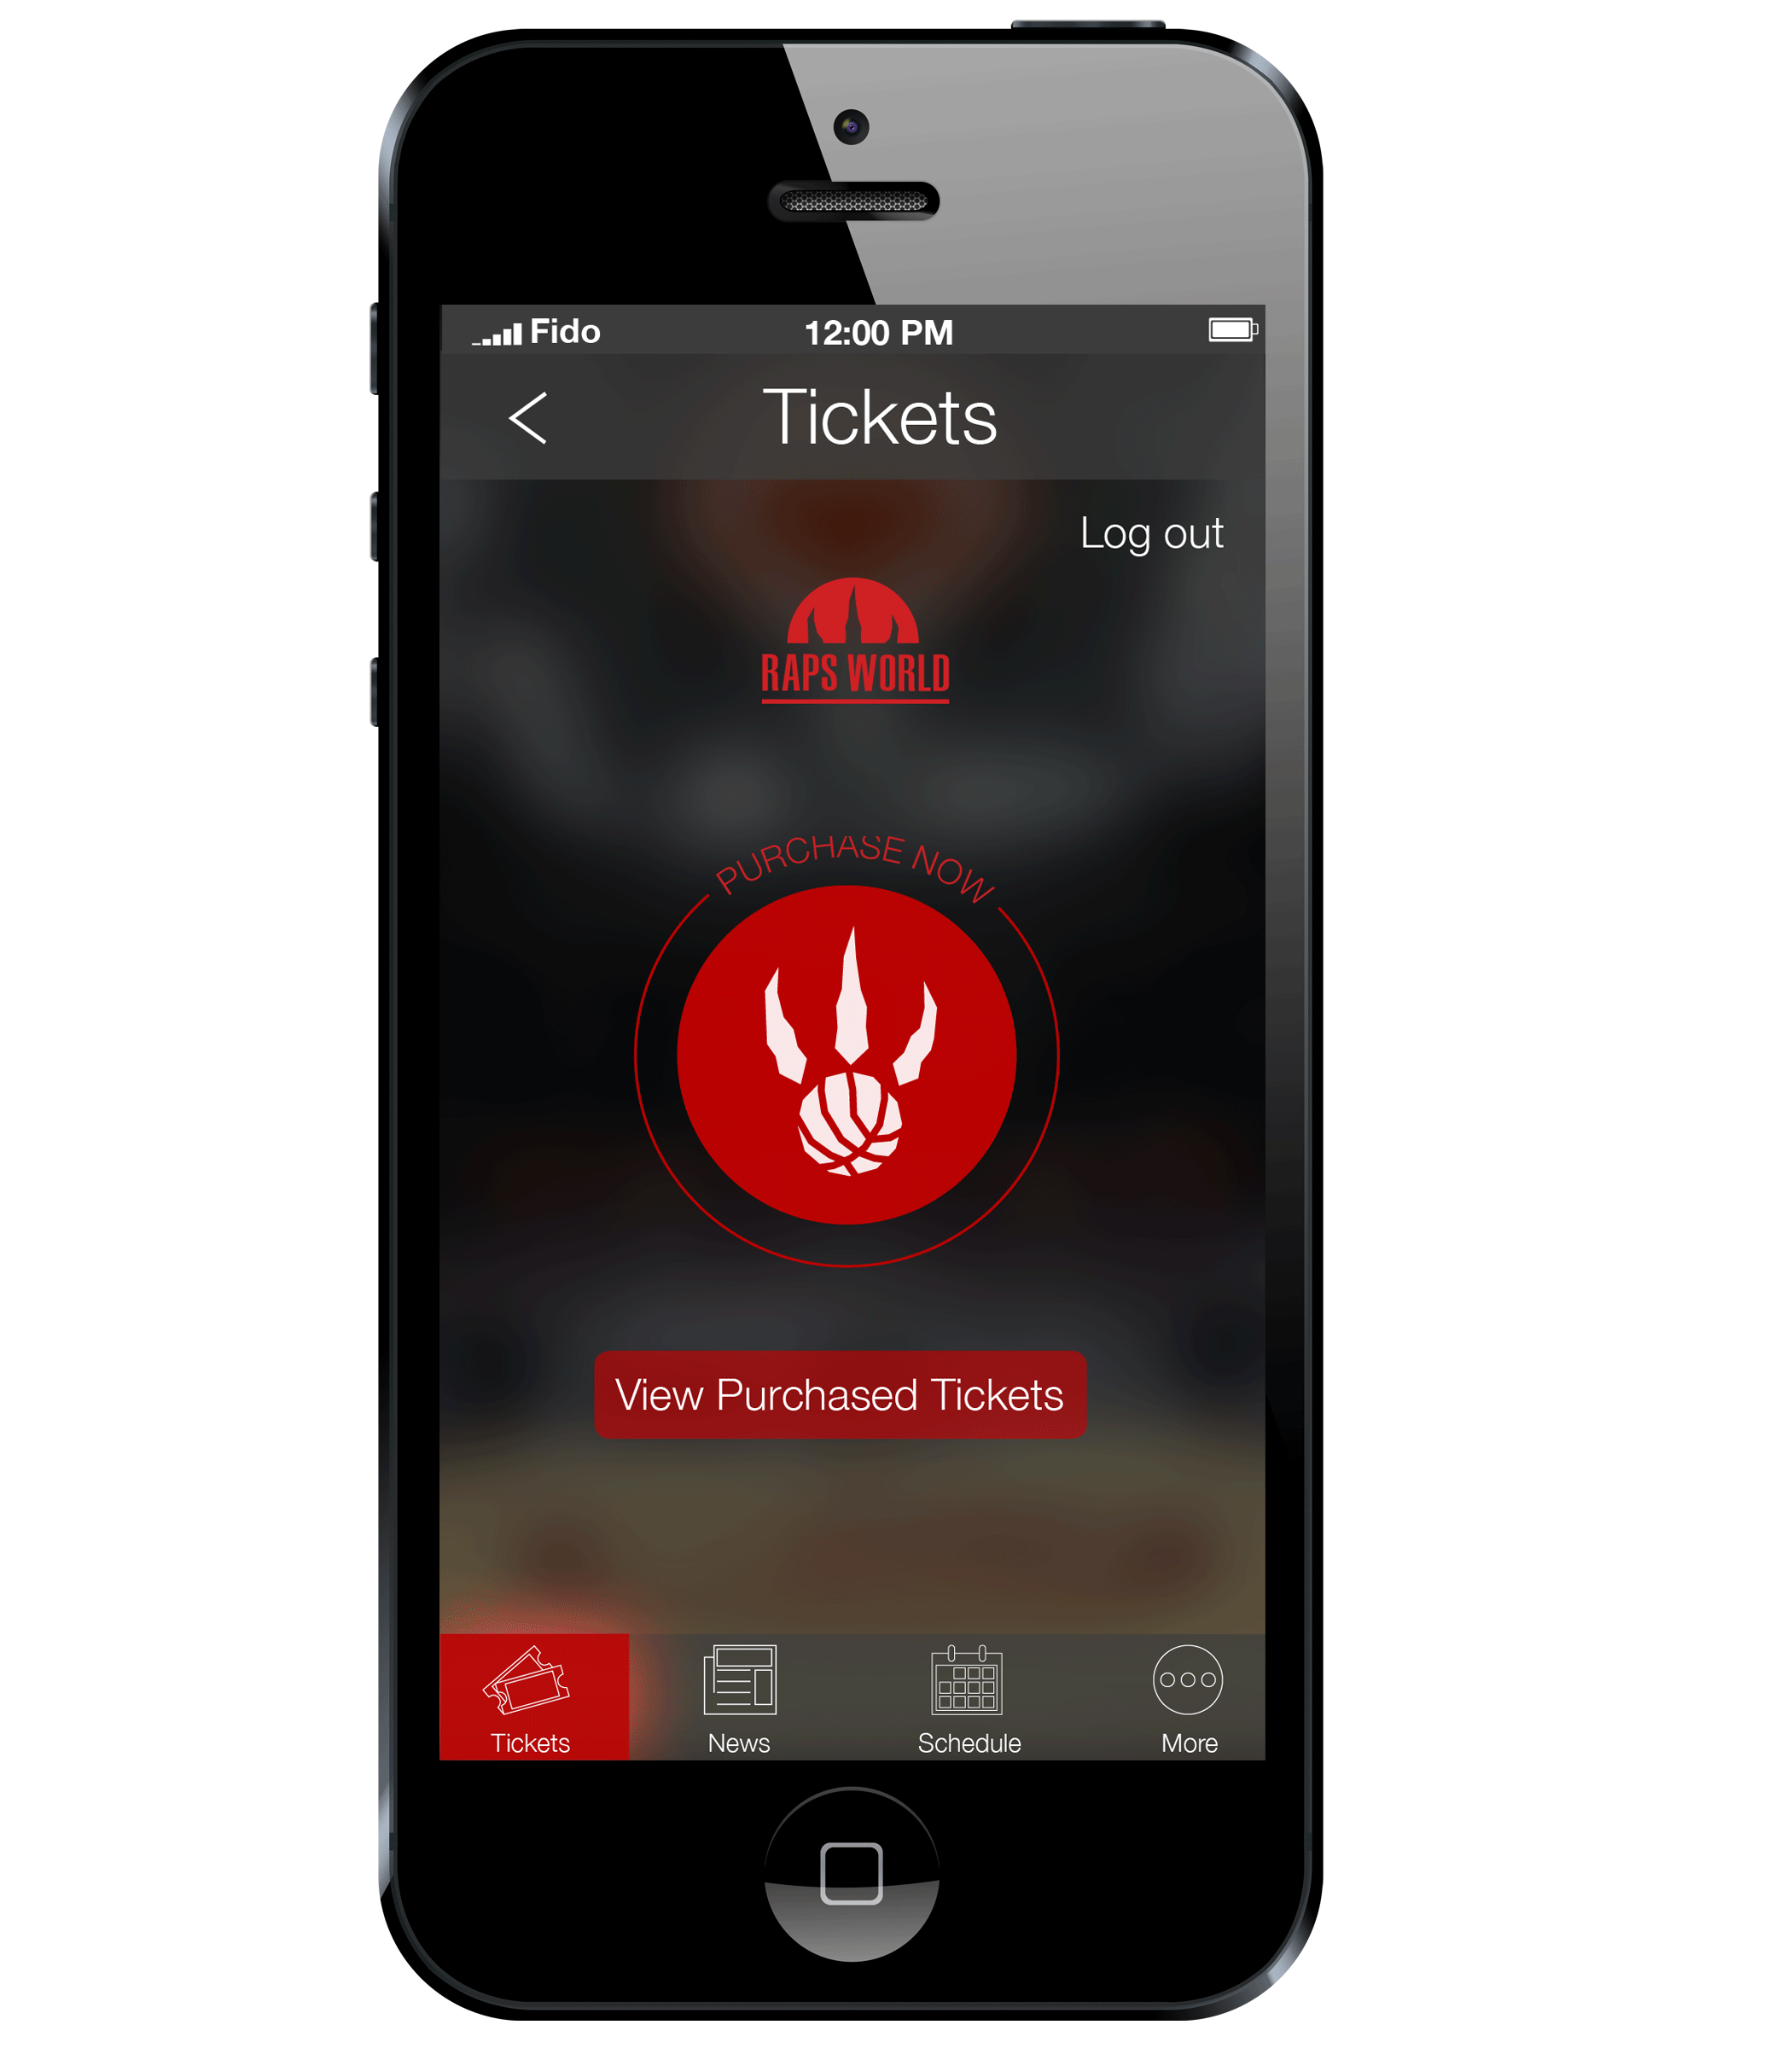 Fido 12:00 PM
Tickets
Log out
RAPS WORLD
PURCHASE NOW
View Purchased Tickets
Tickets News Schedule More